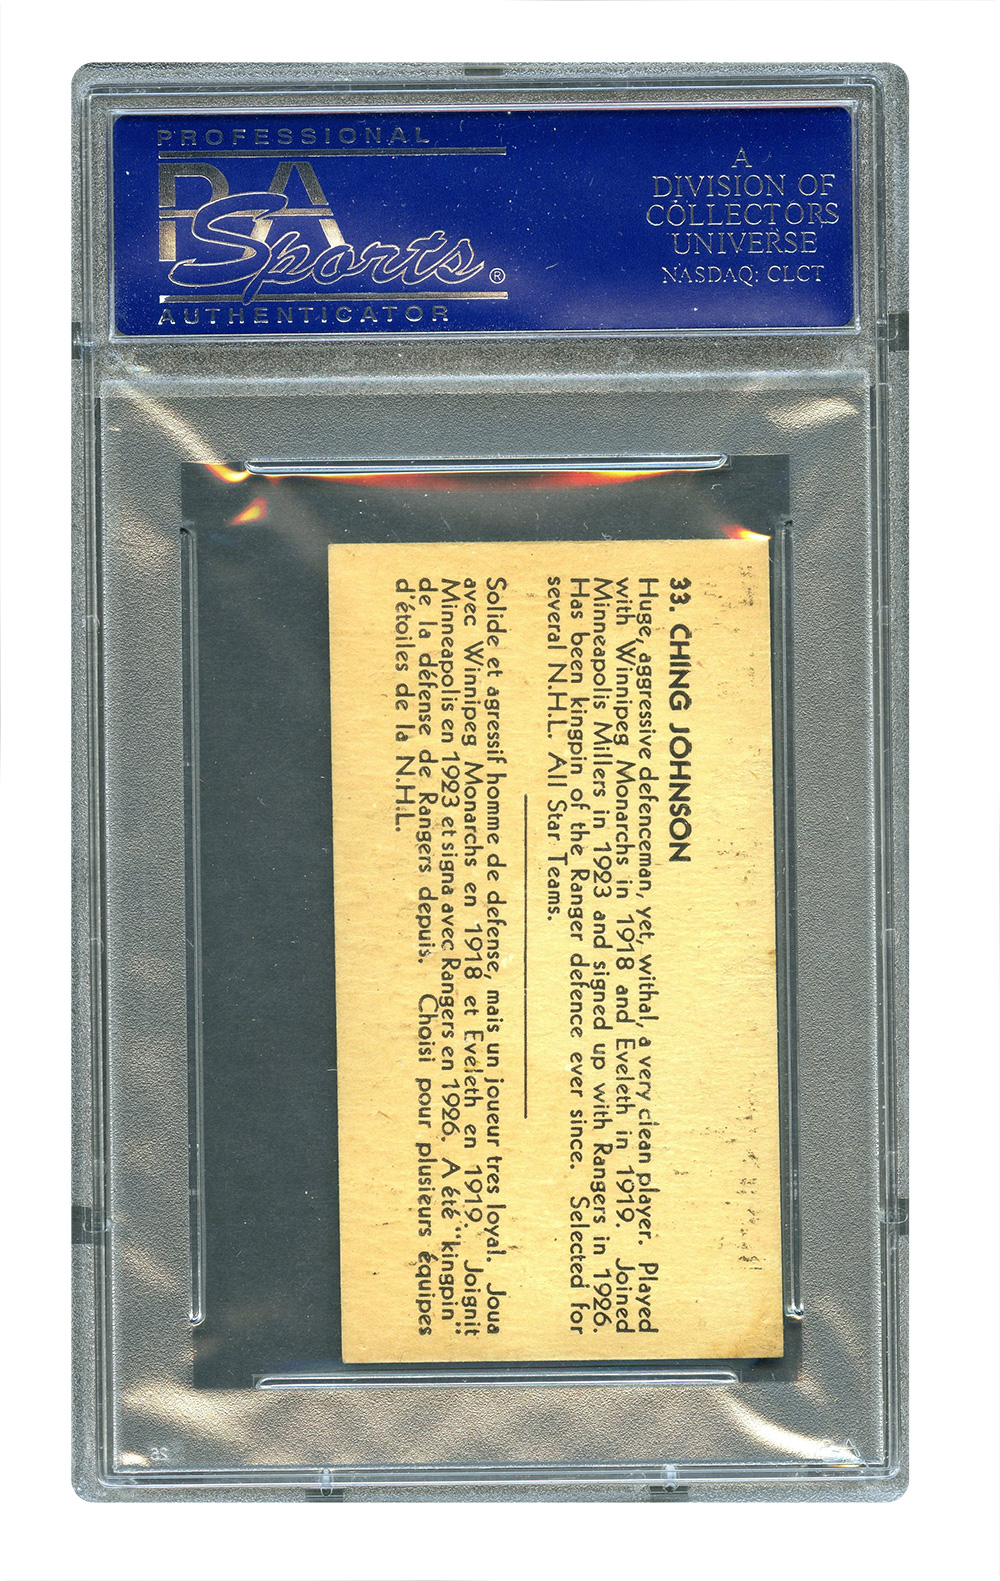 PROFESSIONAL
PSA
Sports®
AUTHENTICATOR
A
DIVISION OF
COLLECTORS
UNIVERSE
NASDAQ: CLCT
33. CHING JOHNSON
Huge, aggressive defenceman, yet, withal, a very clean player. Played
with Winnipeg Monarchs in 1918 and Eveleth in 1919. Joined
Minneapolis Millers in 1923 and signed up with Rangers in 1926.
Has been kingpin of the Ranger defence ever since. Selected for
several N.H.L. All Star Teams.
Solide et agressif homme de defense, mais un joueur tres loyal. Joua
avec Winnipeg Monarchs en 1918 et Eveleth en 1919. Joignit
Minneapolis en 1923 et signa avec Rangers en 1926. A été "kingpin"
de la défense de Rangers depuis. Choisi pour plusieurs équipes
d'étoiles de la N.H.L.